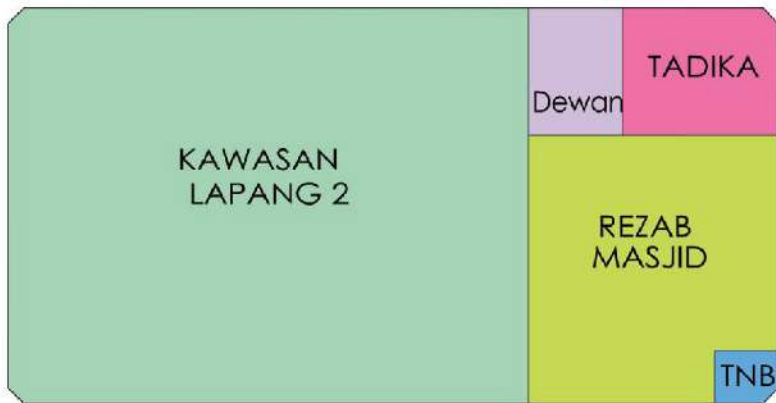 KAWASAN
LAPANG 2
Dewan
TADIKA
REZAB
MASJID
TNB